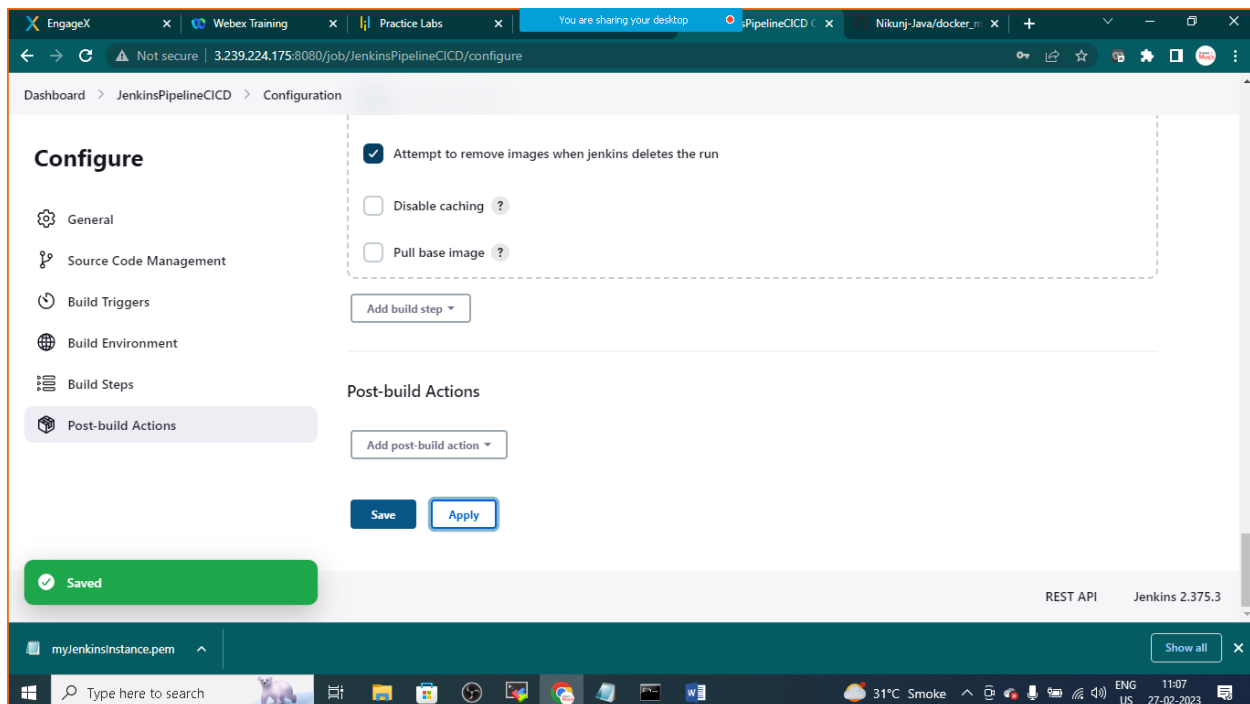 EngageX
Webex Training
Practice Labs
You are sharing your desktop
sPipelineCICD C
Nikunj-Java/docker_m
Not secure | 3.239.224.175:8080/job/JenkinsPipelineCICD/configure
Dashboard > JenkinsPipelineCICD > Configuration
Configure
General
Source Code Management
Build Triggers
Build Environment
Build Steps
Post-build Actions
Attempt to remove images when jenkins deletes the run
Disable caching ?
Pull base image ?
Add build step
Post-build Actions
Add post-build action
Save
Apply
Saved
REST API
Jenkins 2.375.3
myJenkinsInstance.pem
Show all
Type here to search
31°C Smoke
ENG
US
11:07
27-02-2023